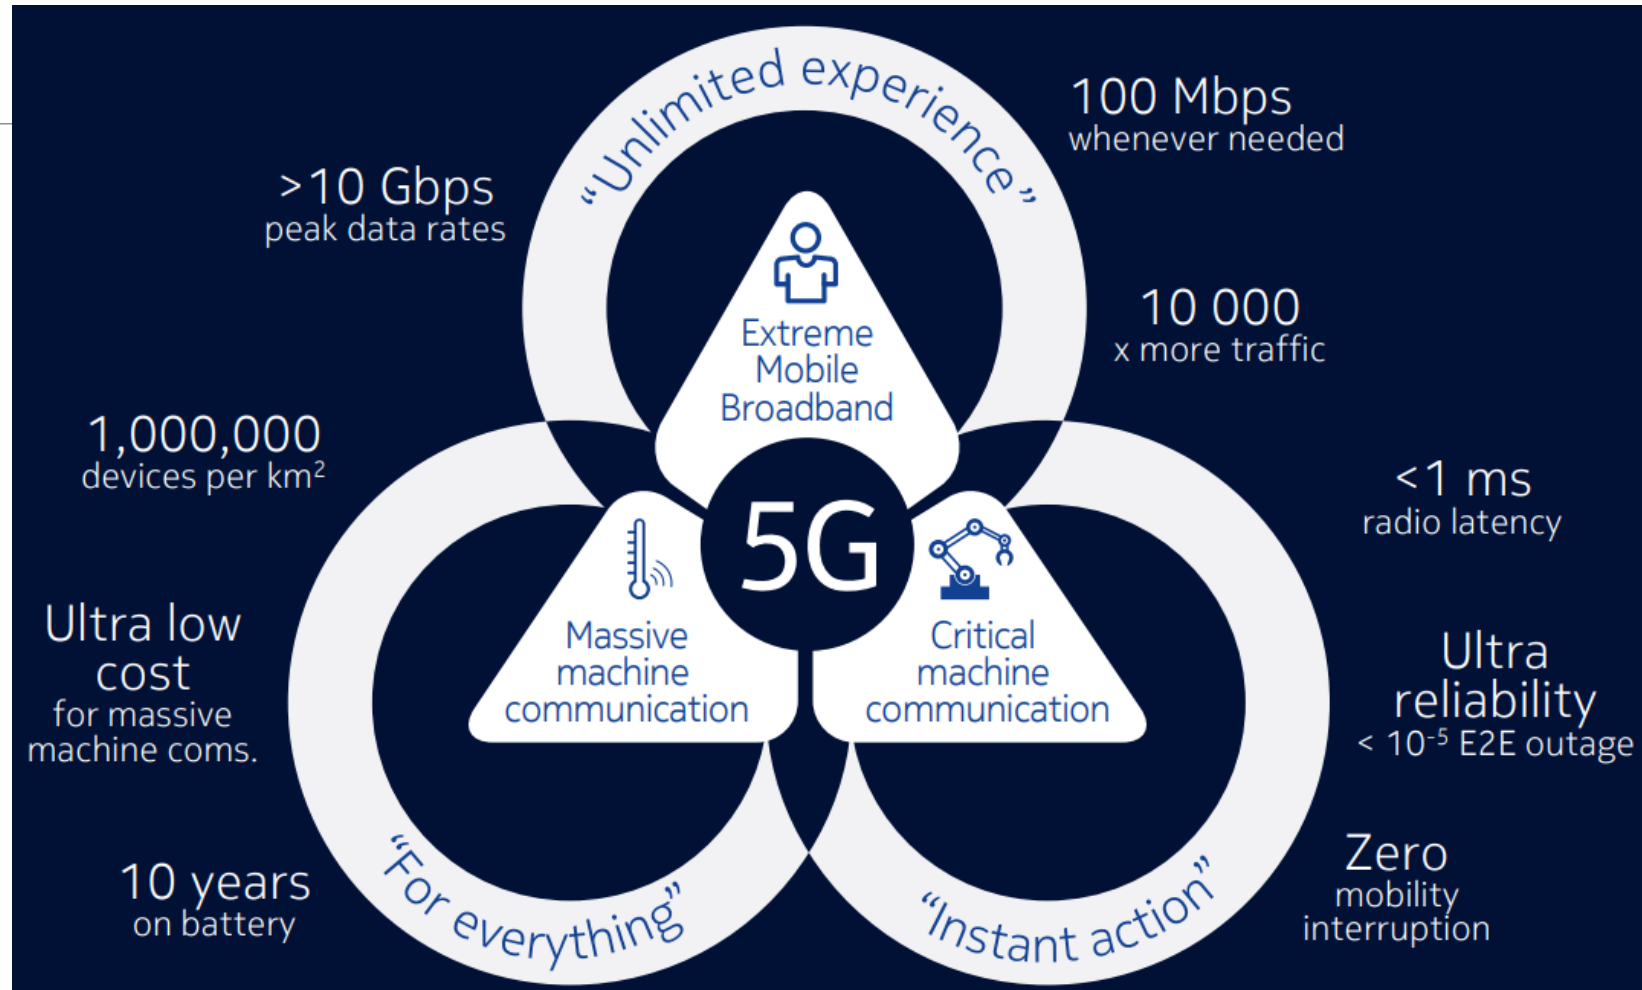 “Unlimited experience”
>10 Gbps
peak data rates
100 Mbps
whenever needed
10 000
x more traffic
Extreme
Mobile
Broadband
5G
1,000,000
devices per km²
Ultra low
cost
for massive
machine coms.
10 years
on battery
Massive
machine
communication
“For everything”
Critical
machine
communication
“Instant action”
<1 ms
radio latency
Ultra
reliability
< 10⁻⁵ E2E outage
Zero
mobility
interruption